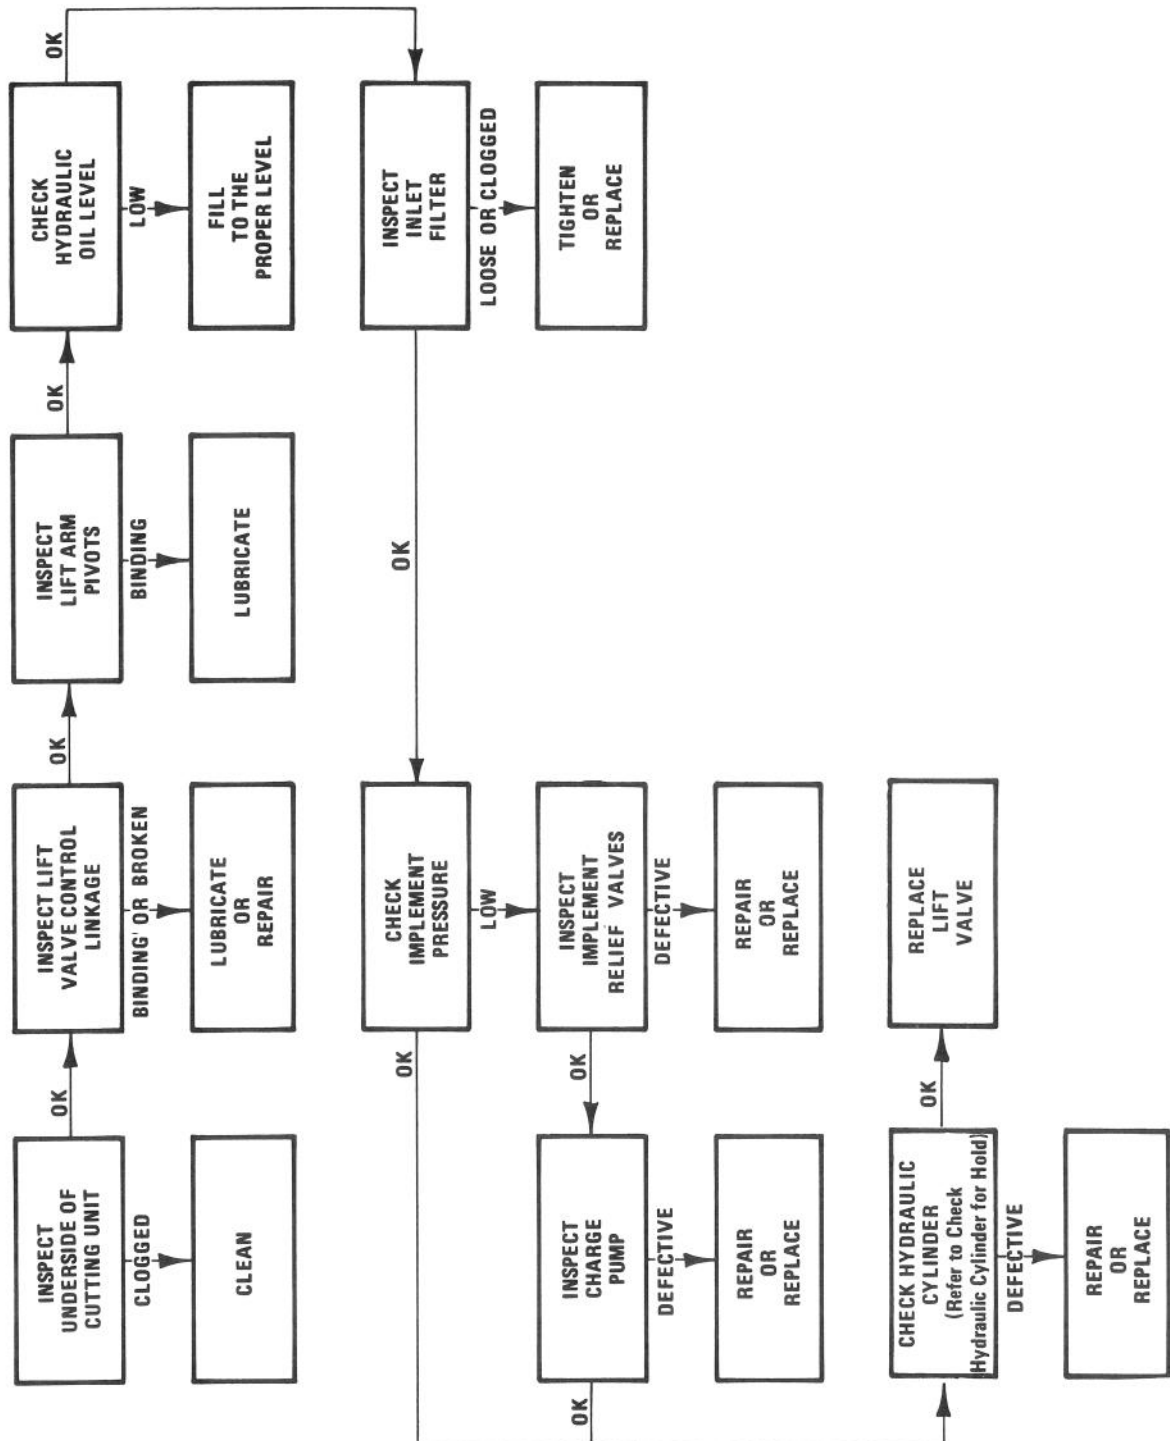 INSPECT
UNDERSIDE OF
CUTTING UNIT
OK
CLOGGED
CLEAN
INSPECT LIFT
VALVE CONTROL
LINKAGE
OK
BINDING' OR BROKEN
LUBRICATE
OR
REPAIR
INSPECT
LIFT ARM
PIVOTS
OK
BINDING
LUBRICATE
CHECK
HYDRAULIC
OIL LEVEL
OK
LOW
FILL
TO THE
PROPER LEVEL
INSPECT
INLET
FILTER
OK
LOOSE OR CLOGGED
TIGHTEN
OR
REPLACE
CHECK
IMPLEMENT
PRESSURE
OK
LOW
INSPECT
IMPLEMENT
RELIEF VALVES
OK
DEFECTIVE
REPAIR
OR
REPLACE
INSPECT
CHARGE
PUMP
OK
DEFECTIVE
REPAIR
OR
REPLACE
CHECK HYDRAULIC
CYLINDER
(Refer to Check
Hydraulic Cylinder for Hold)
OK
DEFECTIVE
REPAIR
OR
REPLACE
REPLACE
LIFT
VALVE